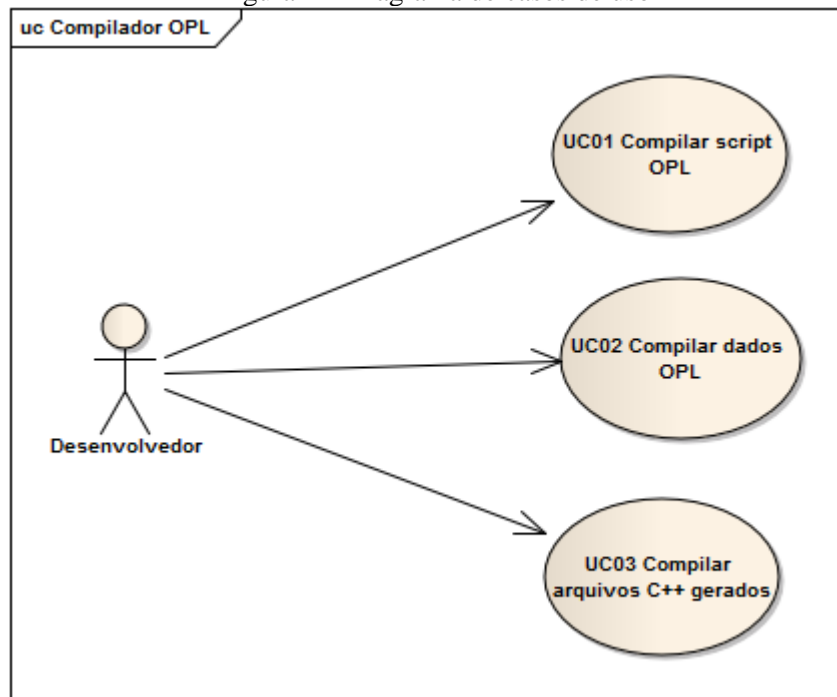 uc Compilador OPL
UC01 Compilar script
OPL
UC02 Compilar dados
OPL
Desenvolvedor
UC03 Compilar
arquivos C++ gerados